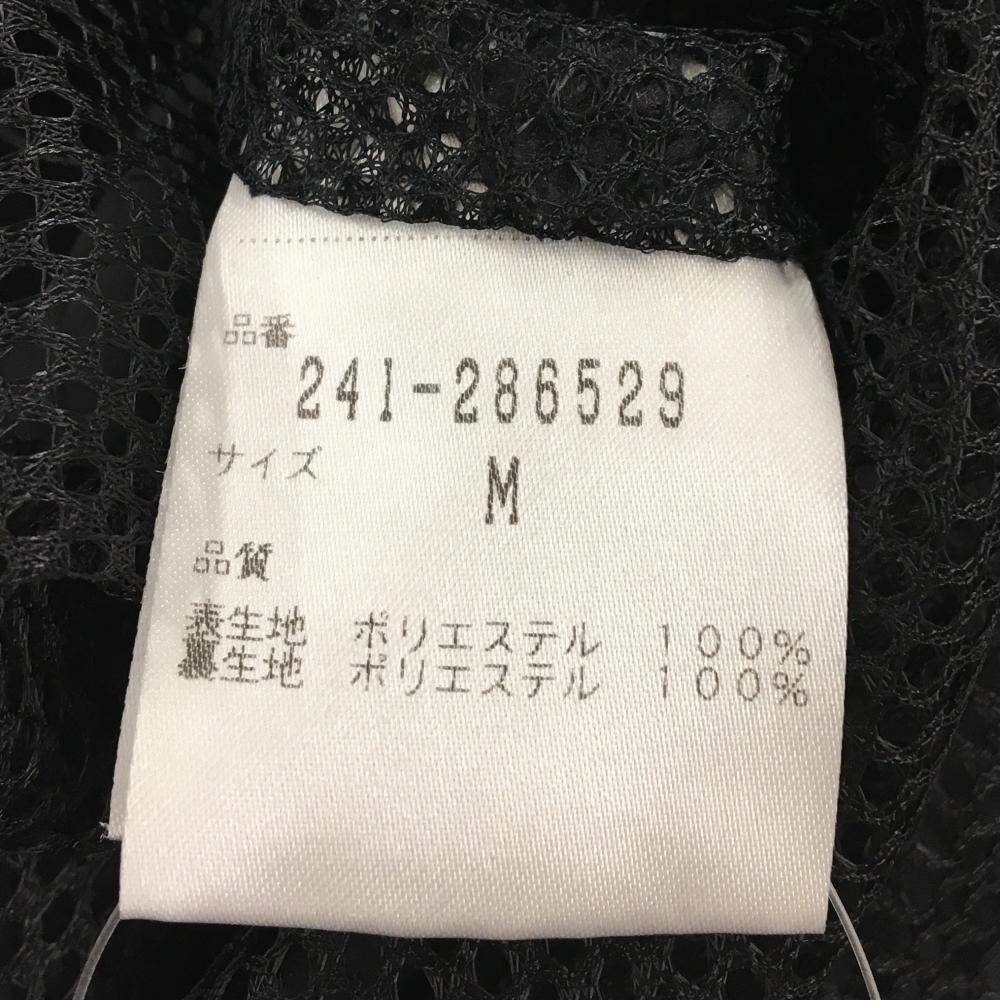 品番
241-286529
サイズ
M
品質
表生地 ポリエステル 100%
裏生地 ポリエステル 100%